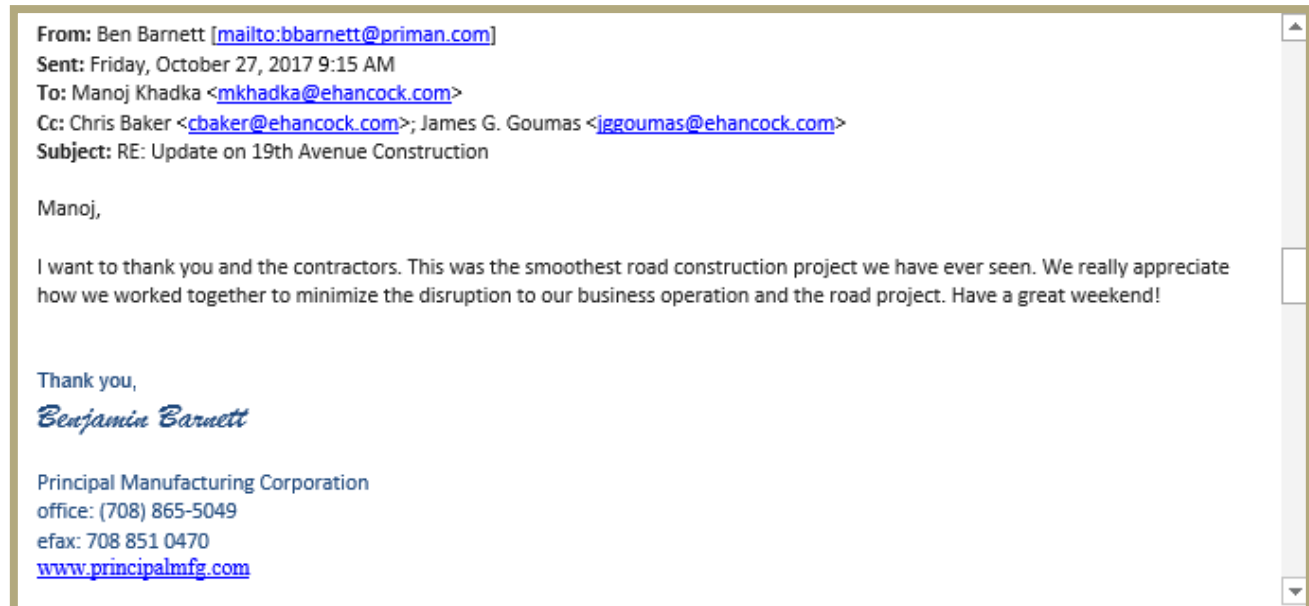 From: Ben Barnett [mailto:bbarnett@priman.com]
Sent: Friday, October 27, 2017 9:15 AM
To: Manoj Khadka <mkhadka@ehancock.com>
Cc: Chris Baker <cbaker@ehancock.com>; James G. Goumas <jggoumas@ehancock.com>
Subject: RE: Update on 19th Avenue Construction
Manoj,
I want to thank you and the contractors. This was the smoothest road construction project we have ever seen. We really appreciate
how we worked together to minimize the disruption to our business operation and the road project. Have a great weekend!
Thank you,
Benjamin Barnett
Principal Manufacturing Corporation
office: (708) 865-5049
efax: 708 851 0470
www.principalmfg.com